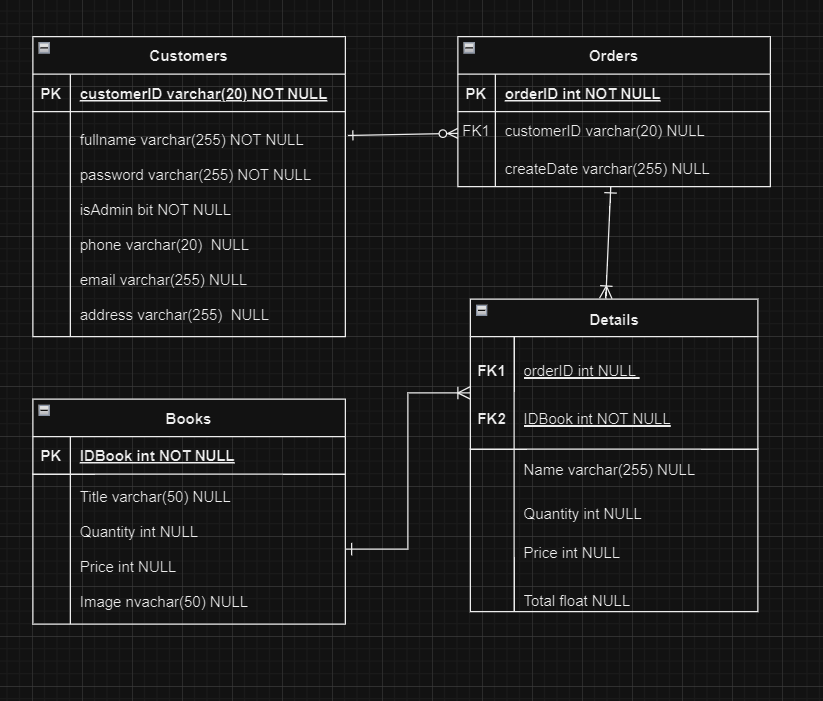 Customers
PK customerID varchar(20) NOT NULL
fullname varchar(255) NOT NULL
password varchar(255) NOT NULL
isAdmin bit NOT NULL
phone varchar(20)  NULL
email varchar(255) NULL
address varchar(255)  NULL
Orders
PK orderID int NOT NULL
FK1 customerID varchar(20) NULL
createDate varchar(255) NULL
Books
PK IDBook int NOT NULL
Title varchar(50) NULL
Quantity int NULL
Price int NULL
Image nvachar(50) NULL
Details
FK1 orderID int NULL
FK2 IDBook int NOT NULL
Name varchar(255) NULL
Quantity int NULL
Price int NULL
Total float NULL